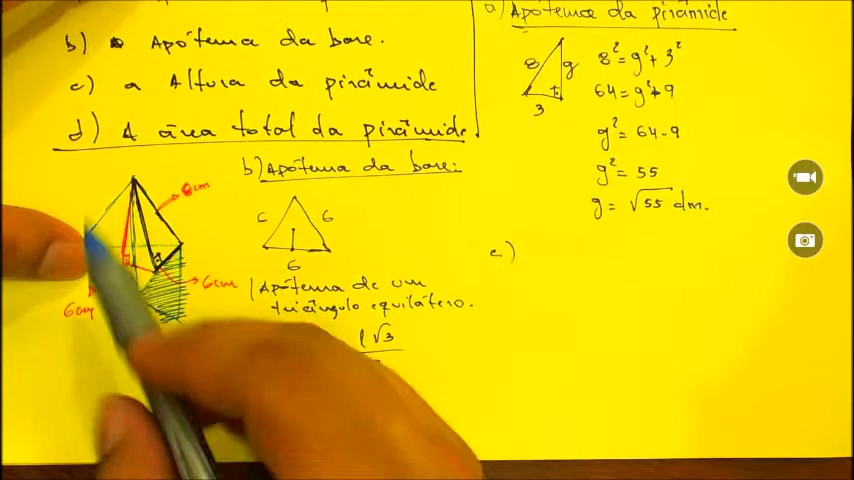 b) Apótema da base.
c) a Altura da pirâmide
d) A área total da pirâmide.
a) Apótema da pirâmide
8
g
3
8² = g² + 3²
64 = g² + 9
g² = 64 - 9
g² = 55
g = √55 dm.
b) Apótema da base:
6 6
6
Apótema de um
triângulo equilátero.
l√3
8cm
6cm
6cm
c)